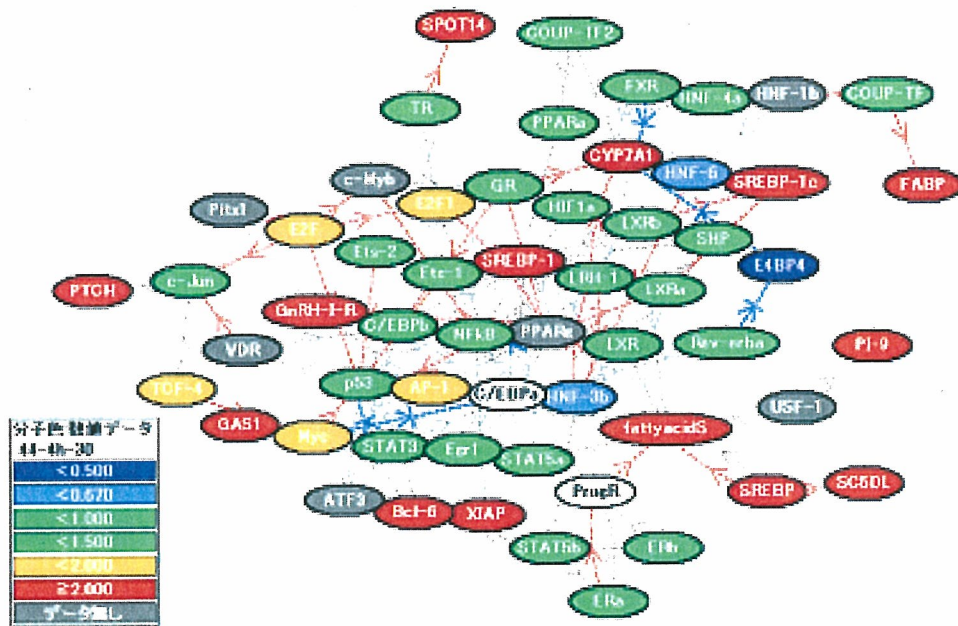 SPOT14
COUP-TF2
TR
FXR
HNF-4a
HNF-1b
COUP-TF
PPARa
CYP7A1
HNF-6
SREBP-1c
FABP
c-Myb
GR
E2F1
HIF1a
Pitx1
E2F
LXRb
SHP
Ets-2
Ets-1
SREBP-1
LRH-1
LXRa
E4BP4
PTCH
c-Jun
GnRH-I-R
C/EBPb
NFkB
LXR
Rev-erba
PI-9
VDR
TCF-4
p53
AP-1
C/EBPa
HNF-3b
USF-1
GAS1
Myc
STAT3
Egr1
STAT5a
fattyacidS
ATF3
Bcl-6
XIAP
ProgR
SREBP
SC5DL
STAT5b
ERb
ERa
分子色 数値データ
44-4h-30
<0.500
<0.670
<1.000
<1.500
<2.000
≧2.000
データ無し